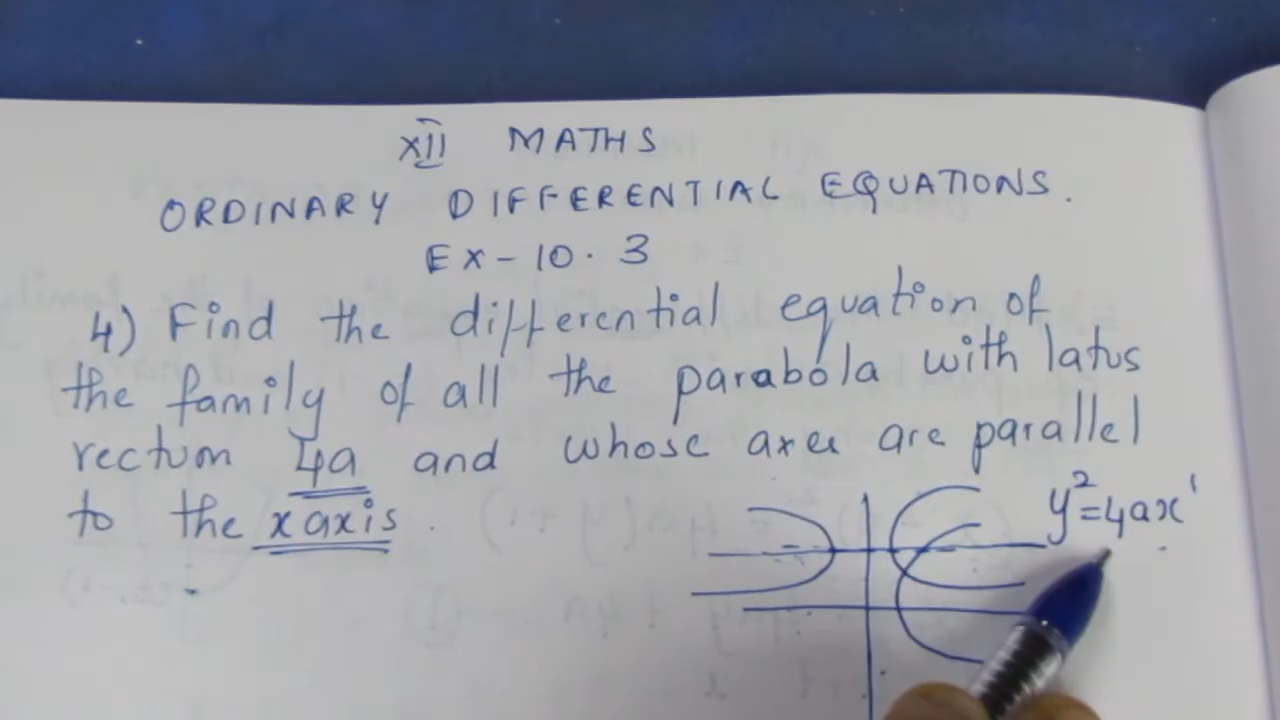 XII MATHS
ORDINARY DIFFERENTIAL EQUATIONS.
EX-10.3
4) Find the differential equation of
the family of all the parabola with latus
rectum 4a and whose axes are parallel
to the x axis.
y²=4ax